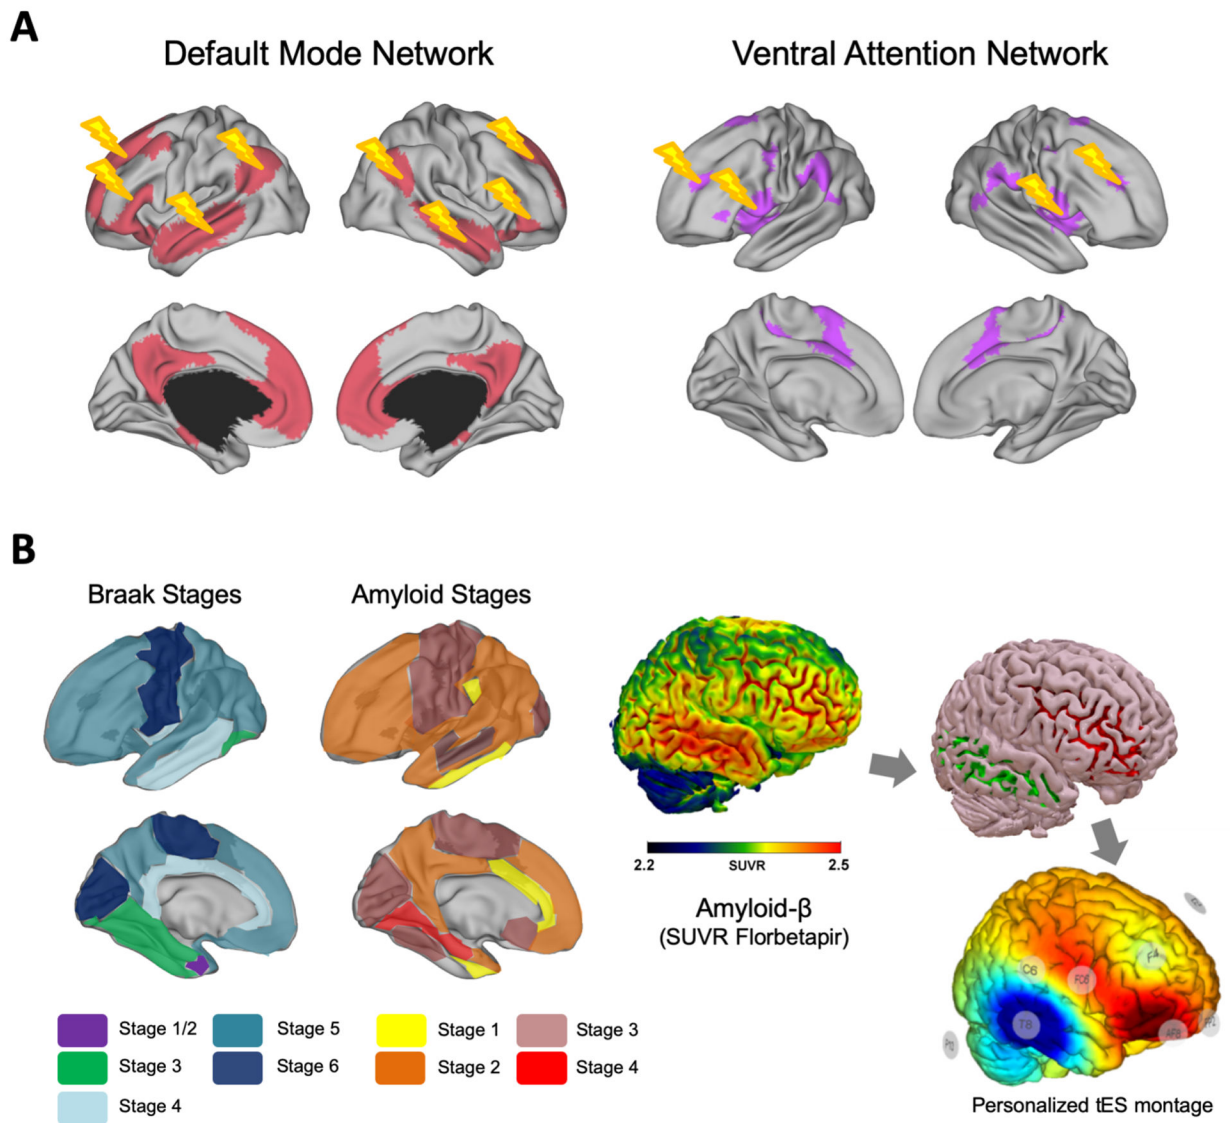 A
Default Mode Network
Ventral Attention Network
B
Braak Stages
Amyloid Stages
2.2
SUVR
2.5
Amyloid-β
(SUVR Florbetapir)
C6
FC6
F4
T8
AF8
FP2
Stage 1/2
Stage 5
Stage 1
Stage 3
Stage 3
Stage 6
Stage 2
Stage 4
Stage 4
Personalized tES montage